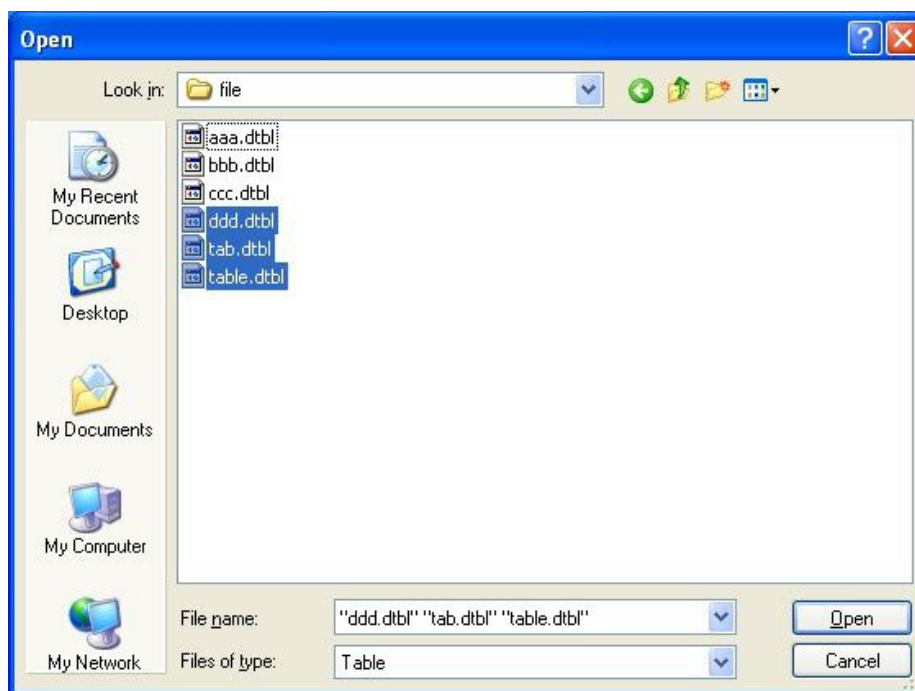 Open
Look in:
file
aaa.dtbl
bbb.dtbl
ccc.dtbl
ddd.dtbl
tab.dtbl
table.dtbl
My Recent
Documents
Desktop
My Documents
My Computer
My Network
File name:
"ddd.dtbl" "tab.dtbl" "table.dtbl"
Open
Files of type:
Table
Cancel